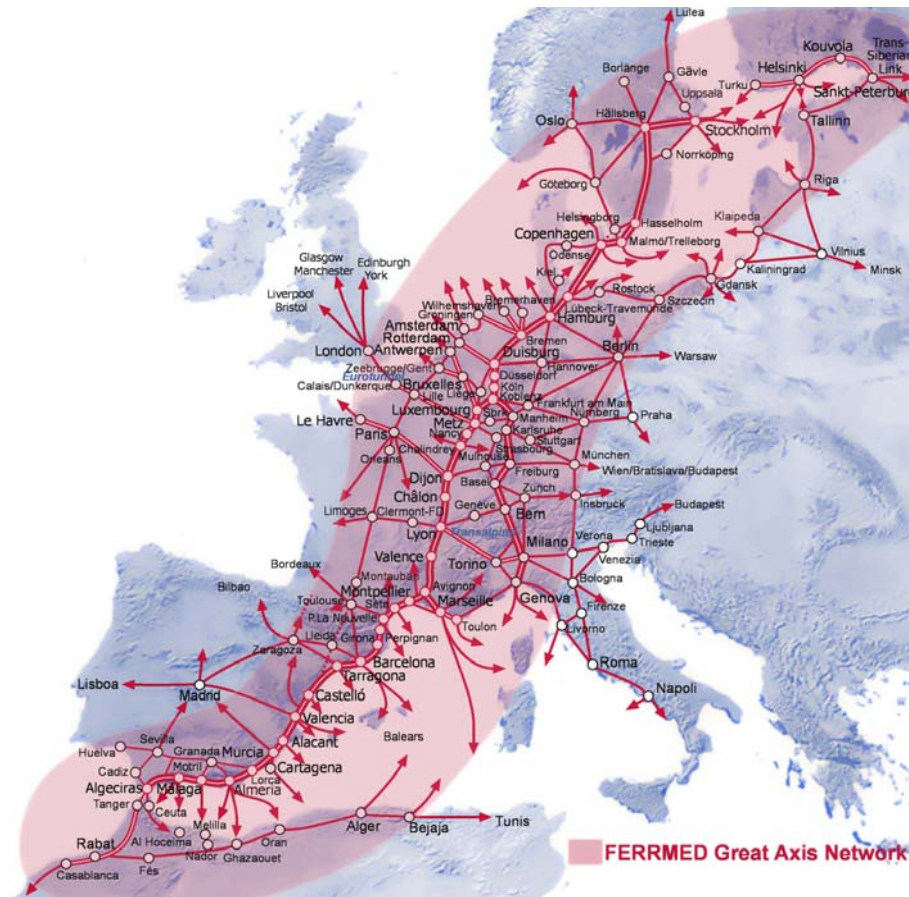 Lulea
Kouvola
Trans-
Siberian
Link
Helsinki
Borlänge
Gävle
Turku
Sankt-Peterburg
Uppsala
Oslo
Hällsberg
Stockholm
Tallinn
Norrköping
Göteborg
Riga
Helsingborg
Hasselholm
Klaipeda
Copenhagen
Malmö/Trelleborg
Odense
Vilnius
Glasgow
Manchester
Edinburgh
York
Kiel
Kaliningrad
Minsk
Gdansk
Rostock
Liverpool
Bristol
Wilhemshaven
Bremerhaven
Szczecin
Groningen
Lübeck-Travemünde
Hamburg
Amsterdam
Rotterdam
Bremen
London
Antwerpen
Duisburg
Berlin
Warsaw
Zeebrugge/Gent
Hannover
Eurotunnel
Düsseldorf
Calais/Dunkerque
Bruxelles
Köln
Lille
Liège
Koblenz
Frankfurt am Main
Luxembourg
Sbrk
Manheim
Nürnberg
Praha
Le Havre
Metz
Karlsruhe
Paris
Nancy
Stuttgart
Orleans
Chalindrey
Strasbourg
Mulhouse
München
Freiburg
Wien/Bratislava/Budapest
Dijon
Basel
Zürich
Châlon
Insbruck
Genève
Limoges
Clermont-FD
Bern
Budapest
Lyon
Transalpine
Ljubljana
Verona
Trieste
Valence
Milano
Venezia
Torino
Bordeaux
Bologna
Montauban
Avignon
Bilbao
Montpellier
Genova
Toulouse
Sète
Marseille
Firenze
P.La Nouvelle
Toulon
Livorno
Lleida
Girona
Perpignan
Zaragoza
Barcelona
Roma
Tarragona
Lisboa
Madrid
Castelló
Napoli
Valencia
Balears
Sevilla
Alacant
Huelva
Granada
Murcia
Cadiz
Motril
Cartagena
Lorca
Algeciras
Málaga
Almeria
Tanger
Ceuta
Alger
Tunis
Melilla
Bejaja
Rabat
Al Hoceima
Oran
Nador
Ghazaouet
Fés
Casablanca
FERRMED Great Axis Network